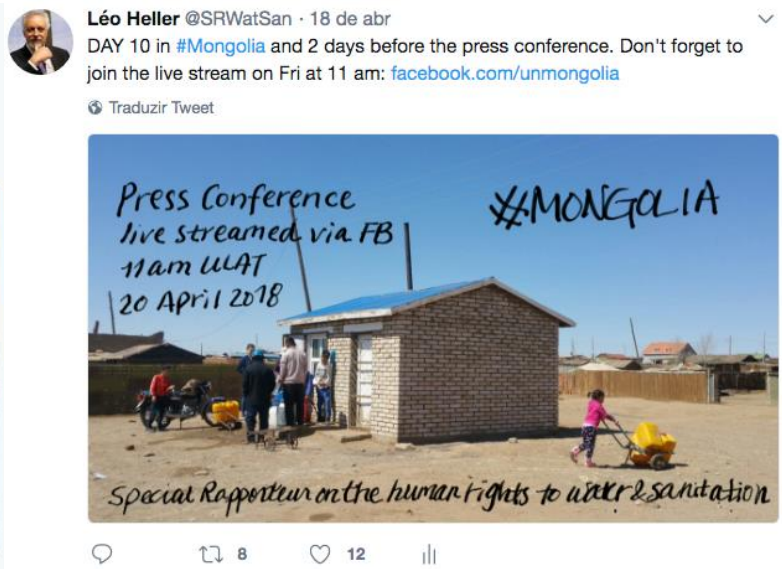 Léo Heller @SRWatSan · 18 de abr
DAY 10 in #Mongolia and 2 days before the press conference. Don't forget to
join the live stream on Fri at 11 am: facebook.com/unmongolia
Traduzir Tweet
Press Conference
live streamed via FB
11am ULAT
20 April 2018
#MONGOLIA
Special Rapporteur on the human rights to water & sanitation
8
12